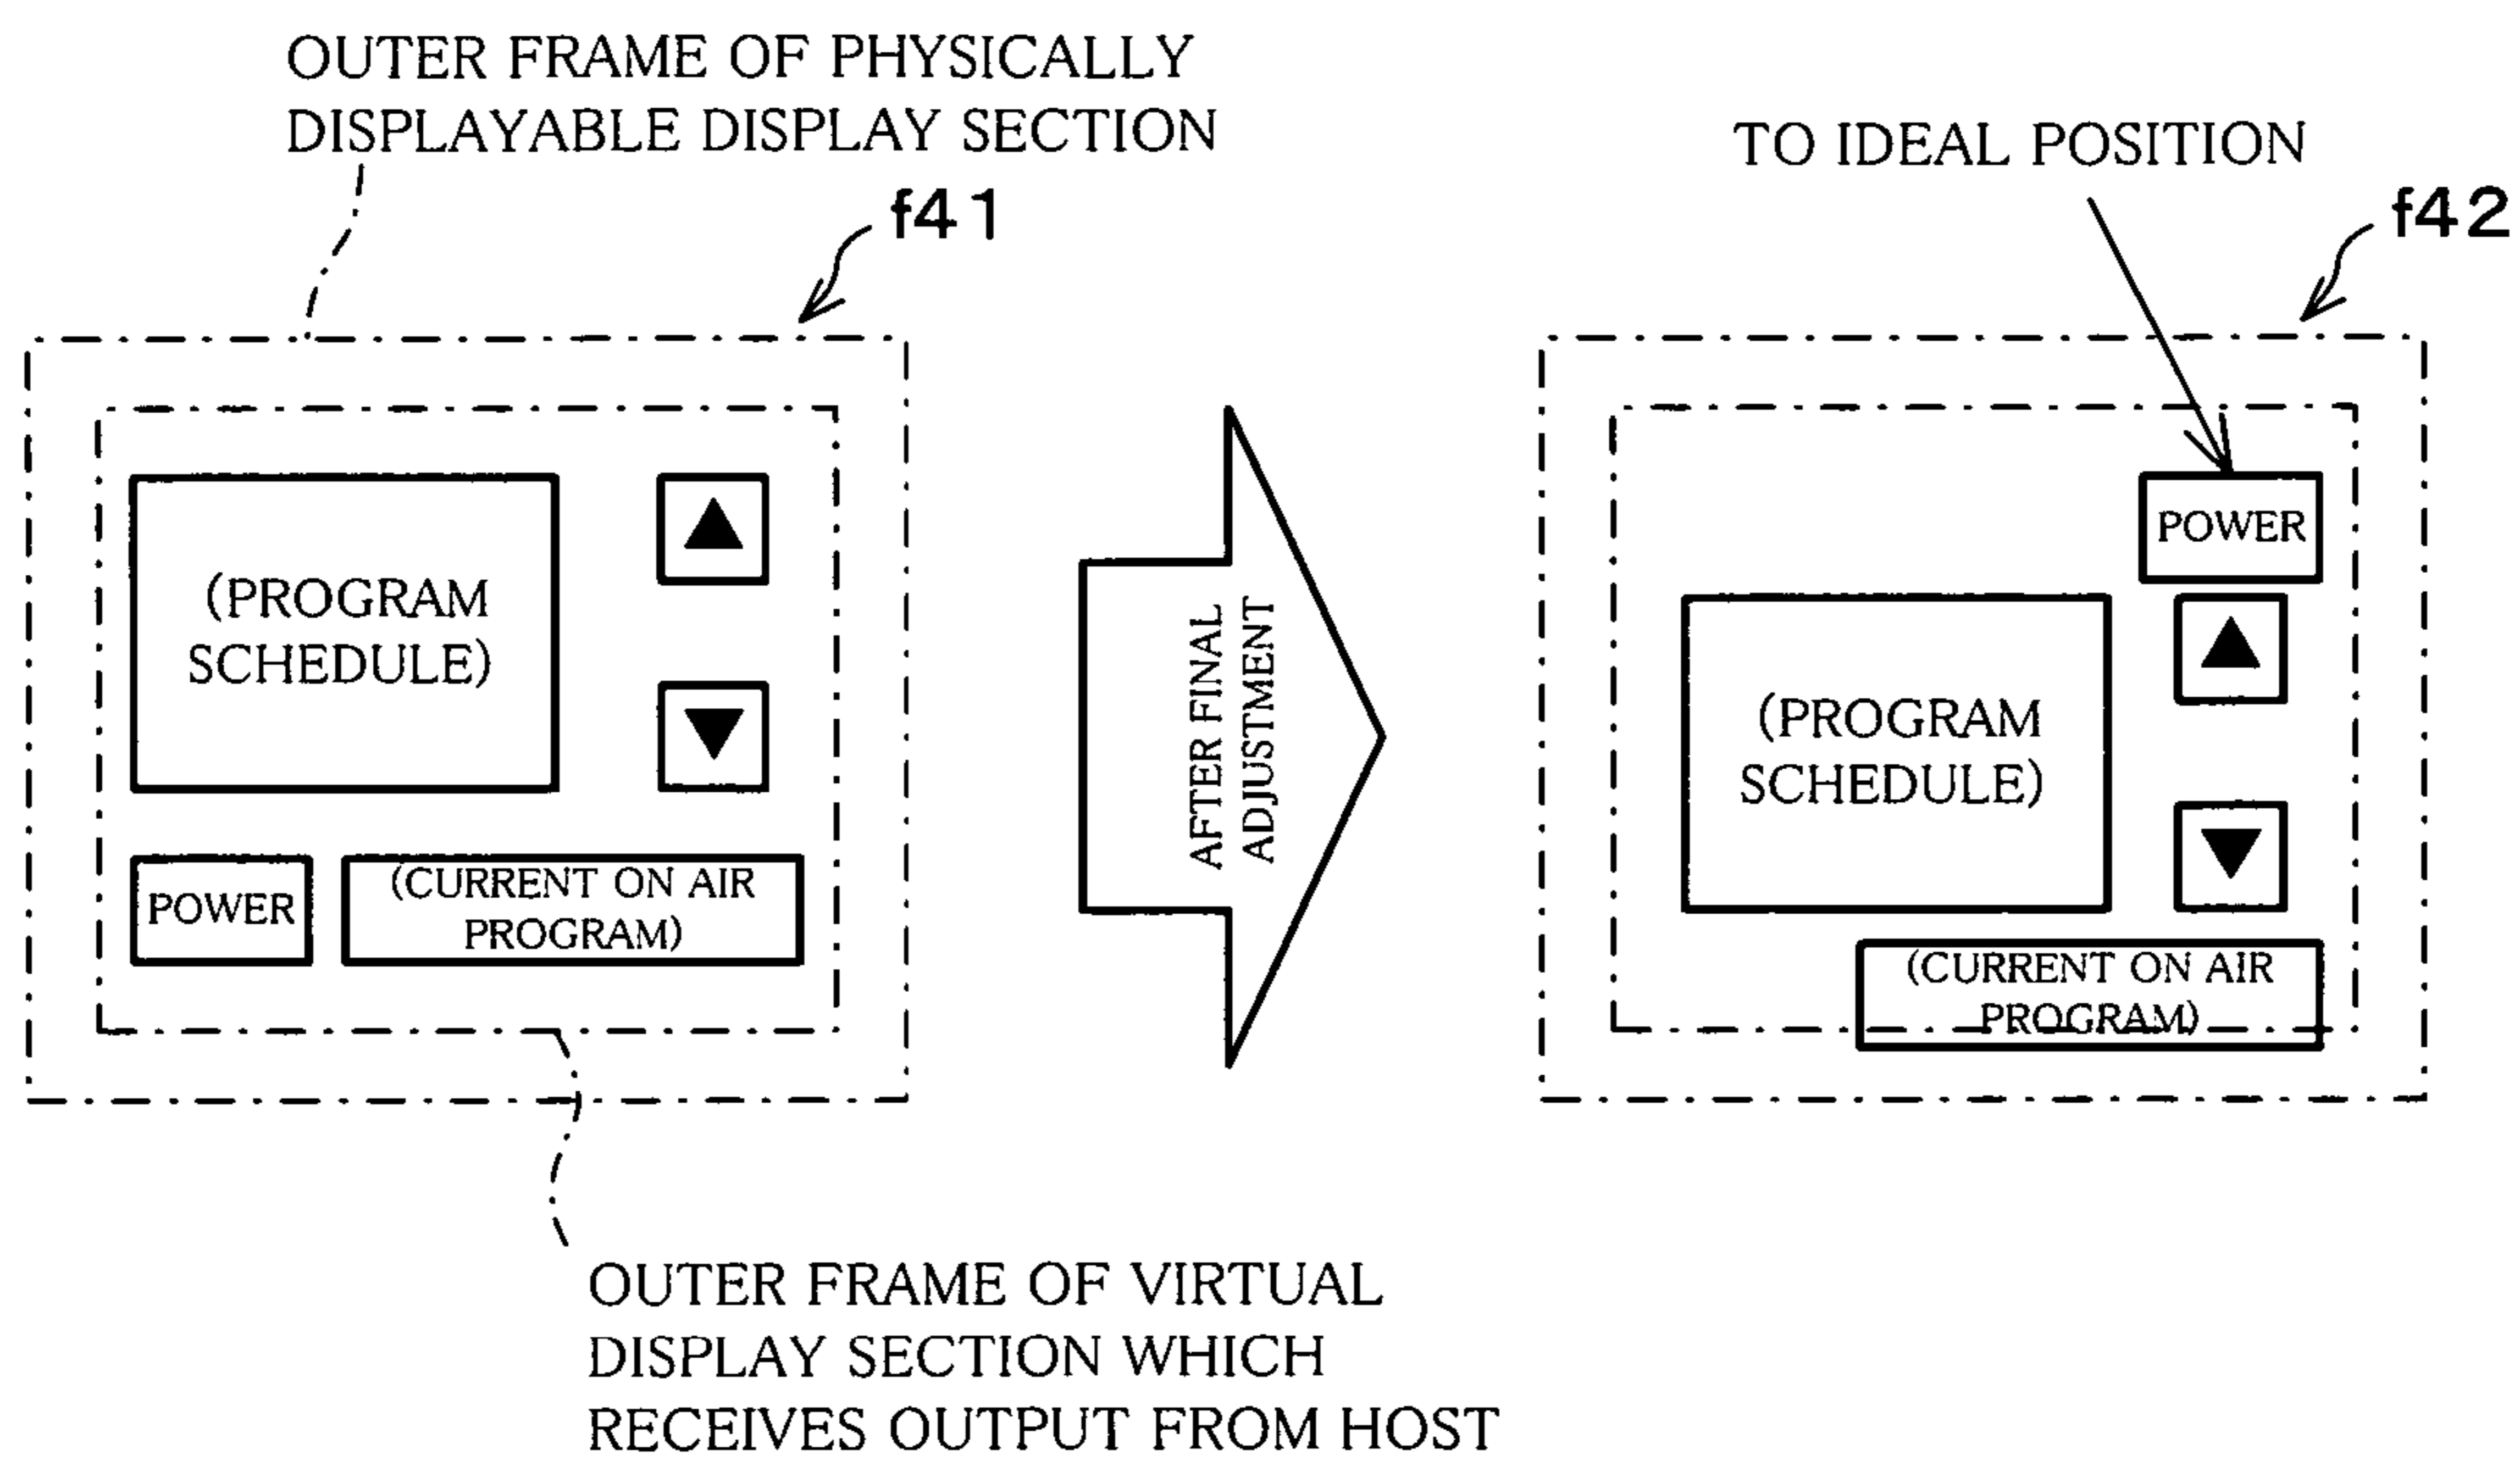 OUTER FRAME OF PHYSICALLY
DISPLAYABLE DISPLAY SECTION
f41
TO IDEAL POSITION
f42
(PROGRAM
SCHEDULE)
▲
▼
POWER
(CURRENT ON AIR
PROGRAM)
AFTER FINAL
ADJUSTMENT
POWER
(PROGRAM
SCHEDULE)
▲
▼
(CURRENT ON AIR
PROGRAM)
OUTER FRAME OF VIRTUAL
DISPLAY SECTION WHICH
RECEIVES OUTPUT FROM HOST